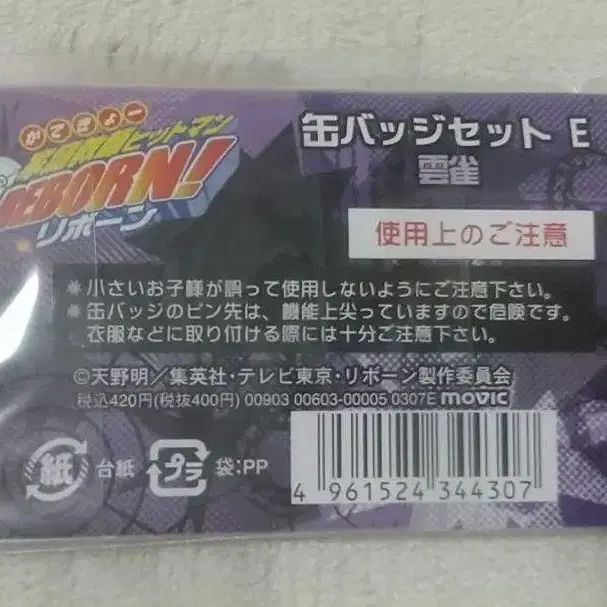 かてきょー
家庭教師ヒットマン
REBORN!
リボーン
缶バッジセット E
雲雀
使用上のご注意
● 小さいお子様が誤って使用しないようにご注意下さい。
● 缶バッジのピン先は、機能上尖っていますので危険です。
衣服などに取り付ける際には十分ご注意下さい。
©天野明／集英社・テレビ東京・リボーン製作委員会
税込420円(税抜400円) 00903 00603-00005 0307E movic
紙 台紙 プラ 袋:PP
4 961524 344307